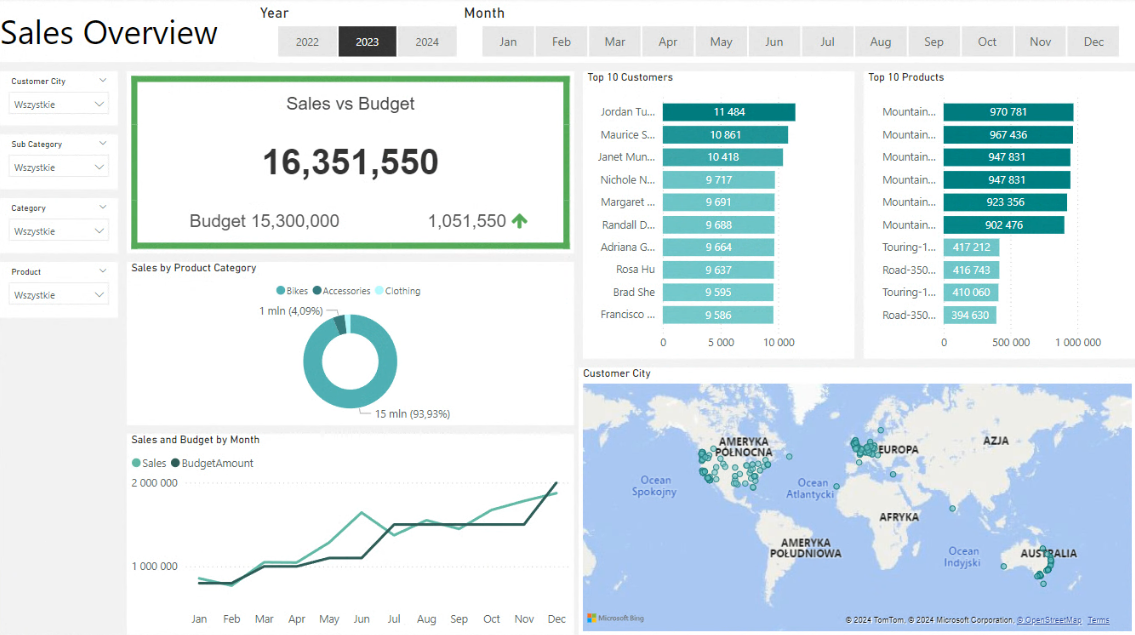 Sales Overview
Year
2022 2023 2024
Month
Jan Feb Mar Apr May Jun Jul Aug Sep Oct Nov Dec
Customer City
Wszystkie
Sub Category
Wszystkie
Category
Wszystkie
Product
Wszystkie
Sales vs Budget
16,351,550
Budget 15,300,000 1,051,550
Sales by Product Category
Bikes Accessories Clothing
1 mln (4,09%)
15 mln (93,93%)
Sales and Budget by Month
Sales BudgetAmount
2 000 000
1 000 000
Jan Feb Mar Apr May Jun Jul Aug Sep Oct Nov Dec
Top 10 Customers
Jordan Tu... 11 484
Maurice S... 10 861
Janet Mun... 10 418
Nichole N... 9 717
Margaret ... 9 691
Randall D... 9 688
Adriana G... 9 664
Rosa Hu 9 637
Brad She 9 595
Francisco ... 9 586
0 5 000 10 000
Top 10 Products
Mountain... 970 781
Mountain... 967 436
Mountain... 947 831
Mountain... 947 831
Mountain... 923 356
Mountain... 902 476
Touring-1... 417 212
Road-350... 416 743
Touring-1... 410 060
Road-350... 394 630
0 500 000 1 000 000
Customer City
AMERYKA
PÓŁNOCNA
EUROPA
AZJA
Ocean
Spokojny
Ocean
Atlantycki
AFRYKA
AMERYKA
POŁUDNIOWA
Ocean
Indyjski
AUSTRALIA
Microsoft Bing
© 2024 TomTom, © 2024 Microsoft Corporation, © OpenStreetMap Terms